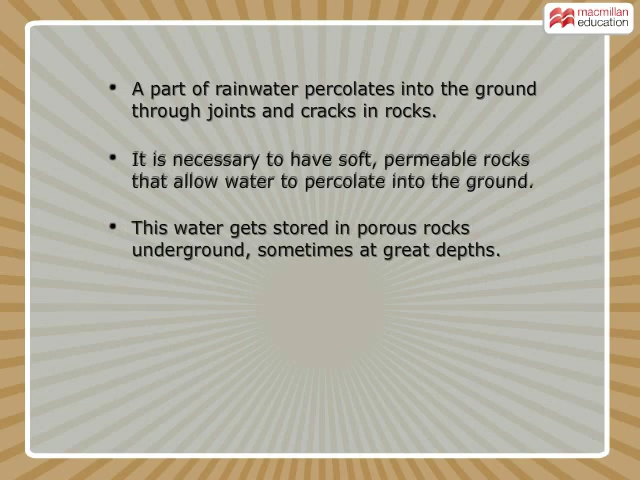 macmillan
education
• A part of rainwater percolates into the ground
through joints and cracks in rocks.
• It is necessary to have soft, permeable rocks
that allow water to percolate into the ground.
• This water gets stored in porous rocks
underground, sometimes at great depths.